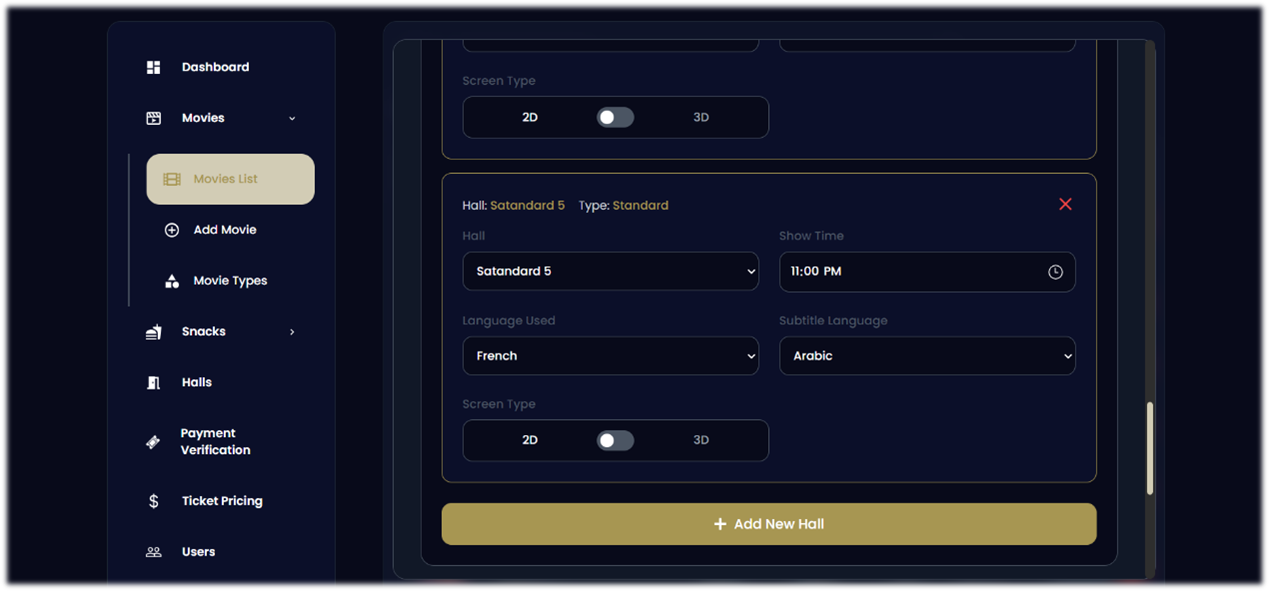 Dashboard
Movies
Movies List
Add Movie
Movie Types
Snacks
Halls
Payment
Verification
Ticket Pricing
Users
Screen Type
2D 3D
Hall: Satandard 5 Type: Standard
Hall Show Time
Satandard 5 11:00 PM
Language Used Subtitle Language
French Arabic
Screen Type
2D 3D
+ Add New Hall